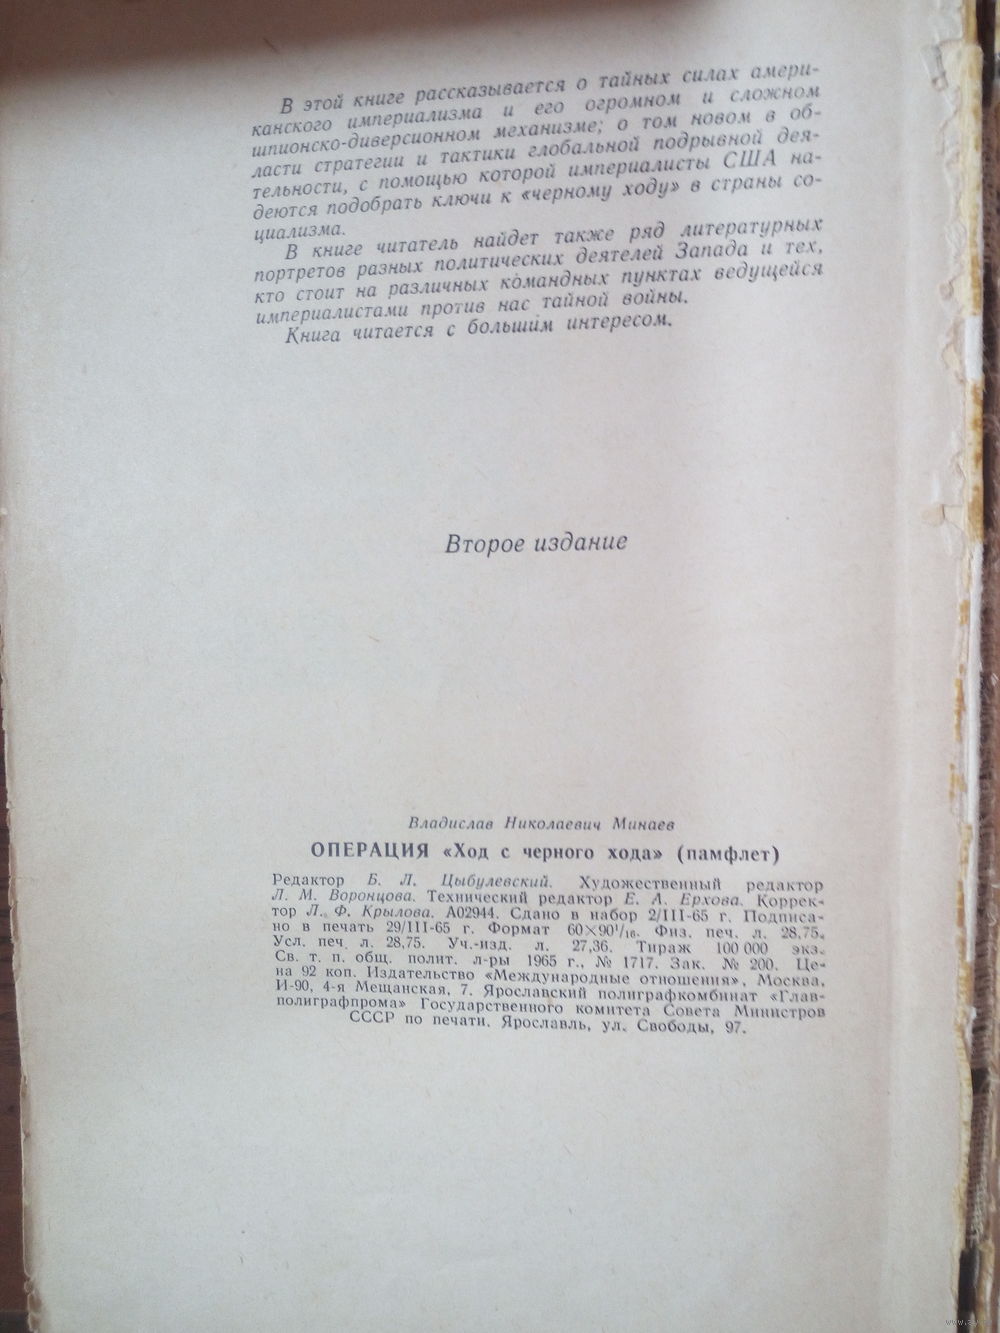 В этой книге рассказывается о тайных силах амери-
канского империализма и его огромном и сложном
шпионско-диверсионном механизме; о том новом в об-
ласти стратегии и тактики глобальной подрывной дея-
тельности, с помощью которой империалисты США на-
деются подобрать ключи к «черному ходу» в страны со-
циализма.
В книге читатель найдет также ряд литературных
портретов разных политических деятелей Запада и тех,
кто стоит на различных командных пунктах ведущейся
империалистами против нас тайной войны.
Книга читается с большим интересом.
Второе издание
Владислав Николаевич Минаев
ОПЕРАЦИЯ «Ход с черного хода» (памфлет)
Редактор Б. Л. Цыбулевский. Художественный редактор
Л. М. Воронцова. Технический редактор Е. А. Ерхова. Коррек-
тор Л. Ф. Крылова. А02944. Сдано в набор 2/III-65 г. Подписа-
но в печать 29/III-65 г. Формат 60×90¹/₁₆. Физ. печ. л. 28,75.
Усл. печ. л. 28,75. Уч.-изд. л. 27,36. Тираж 100 000 экз.
Св. т. п. общ. полит. л-ры 1965 г., № 1717. Зак. № 200. Це-
на 92 коп. Издательство «Международные отношения», Москва,
И-90, 4-я Мещанская, 7. Ярославский полиграфкомбинат «Глав-
полиграфпрома» Государственного комитета Совета Министров
СССР по печати. Ярославль, ул. Свободы, 97.